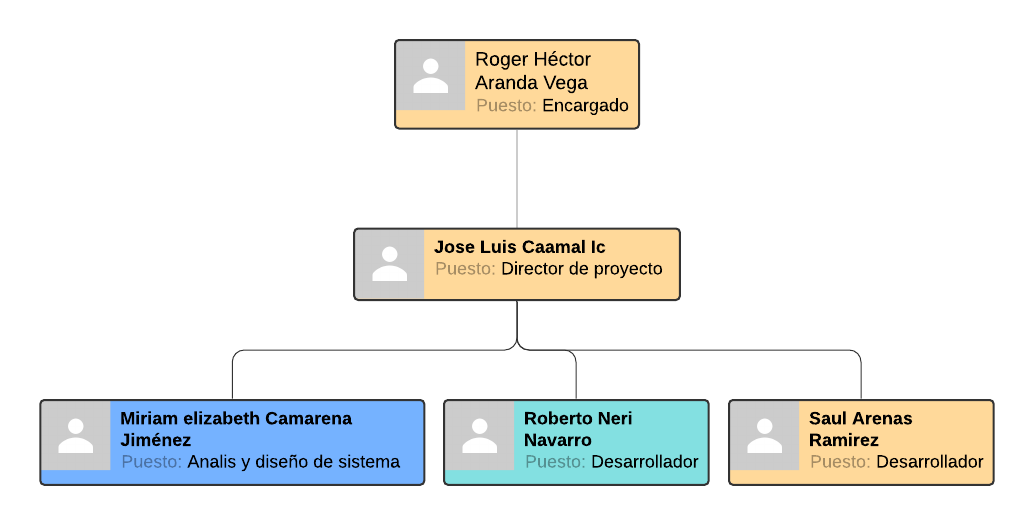 Roger Héctor
Aranda Vega
Puesto: Encargado
Jose Luis Caamal Ic
Puesto: Director de proyecto
Miriam elizabeth Camarena
Jiménez
Puesto: Analis y diseño de sistema
Roberto Neri
Navarro
Puesto: Desarrollador
Saul Arenas
Ramirez
Puesto: Desarrollador